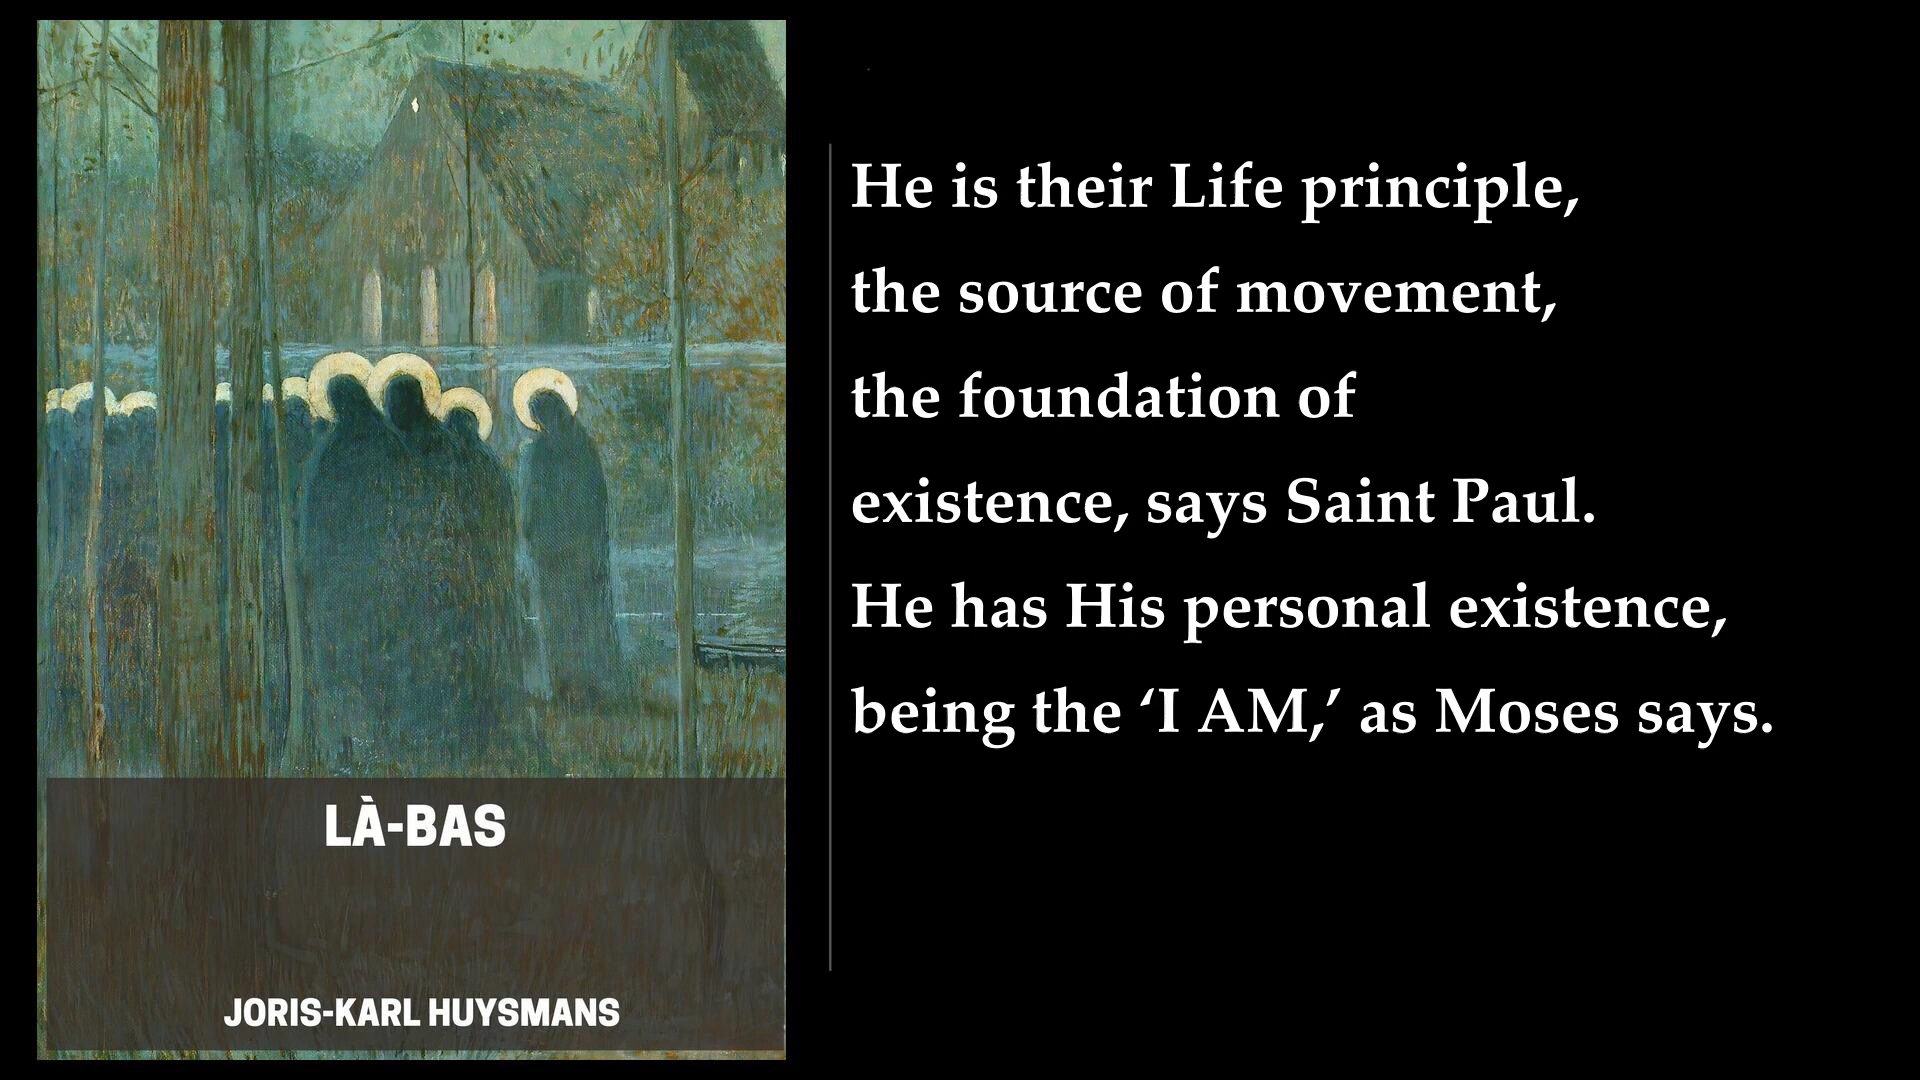 LÀ-BAS
JORIS-KARL HUYSMANS
He is their Life principle,
the source of movement,
the foundation of
existence, says Saint Paul.
He has His personal existence,
being the ‘I AM,’ as Moses says.